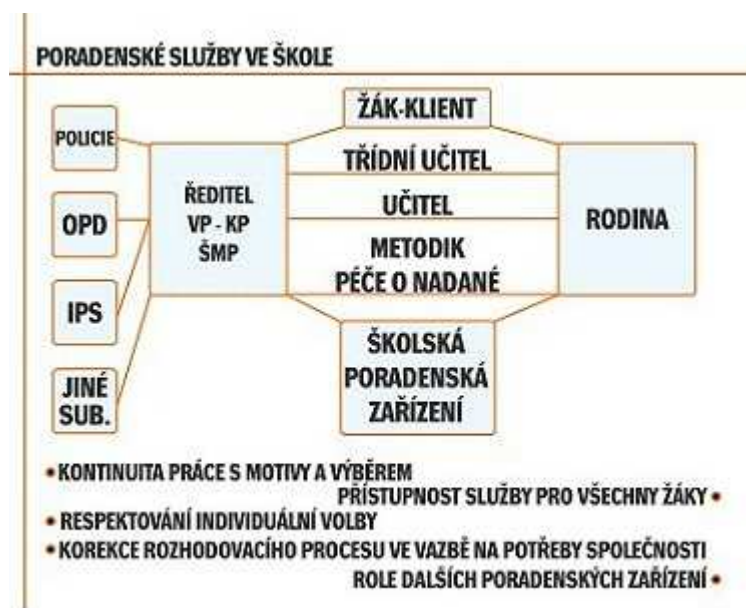 PORADENSKÉ SLUŽBY VE ŠKOLE
ŽÁK-KLIENT
POLICIE
TŘÍDNÍ UČITEL
ŘEDITEL
VP - KP
ŠMP
OPD
UČITEL
RODINA
METODIK
PÉČE O NADANÉ
IPS
ŠKOLSKÁ
PORADENSKÁ
ZAŘÍZENÍ
JINÉ
SUB.
• KONTINUITA PRÁCE S MOTIVY A VÝBĚREM
PŘÍSTUPNOST SLUŽBY PRO VŠECHNY ŽÁKY •
• RESPEKTOVÁNÍ INDIVIDUÁLNÍ VOLBY
• KOREKCE ROZHODOVACÍHO PROCESU VE VAZBĚ NA POTŘEBY SPOLEČNOSTI
ROLE DALŠÍCH PORADENSKÝCH ZAŘÍZENÍ •